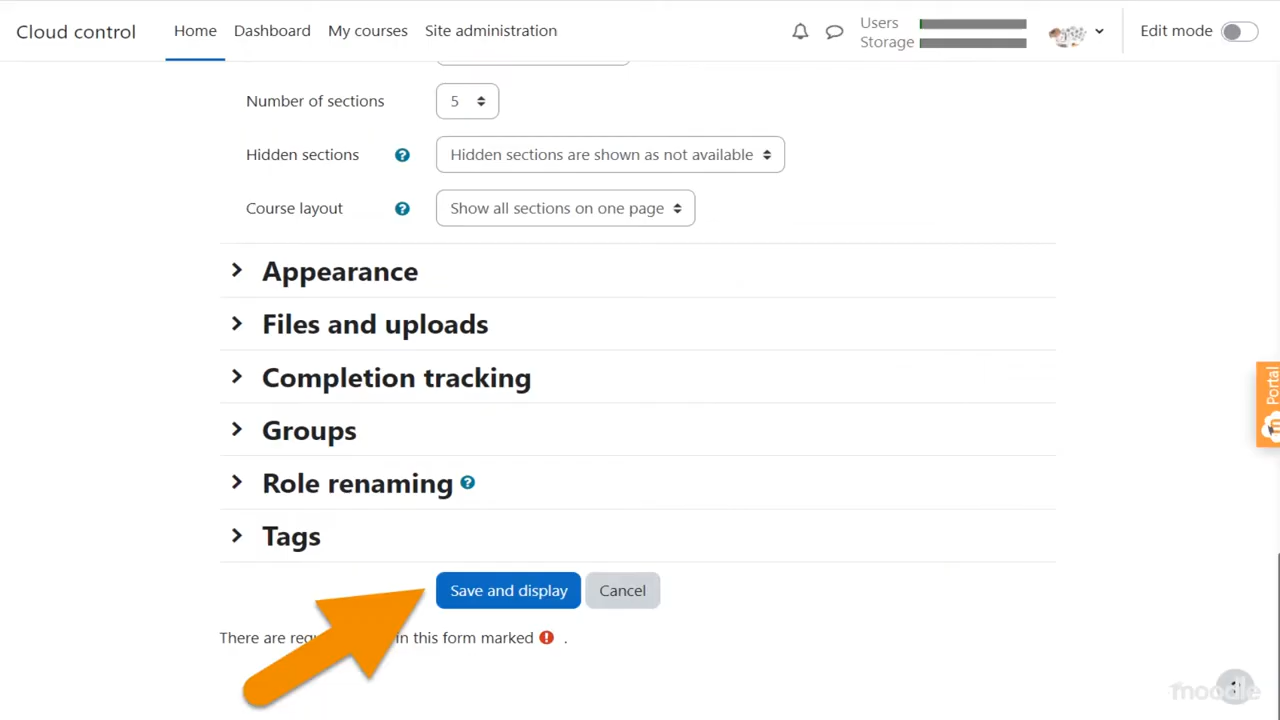 Cloud control Home Dashboard My courses Site administration Users Edit mode
Storage
Number of sections 5
Hidden sections Hidden sections are shown as not available
Course layout Show all sections on one page
Appearance
Files and uploads
Portal
Completion tracking
Groups
Role renaming
Tags
Save and display Cancel
There are in this form marked .
moodle